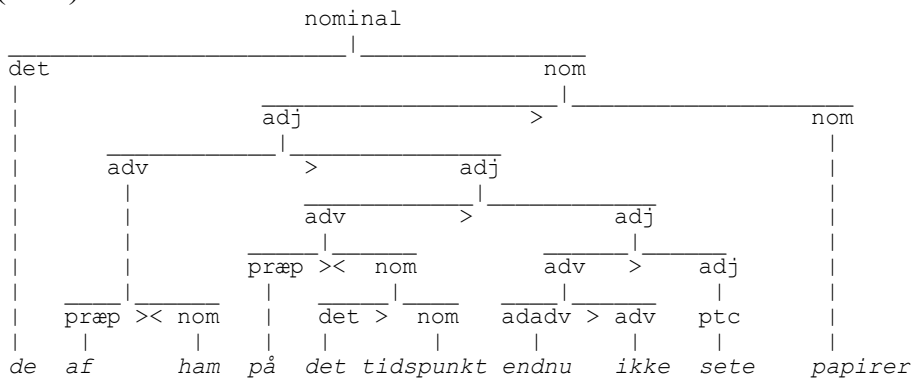 nominal
det nom
adj > nom
adv > adj
adv > adj
præp >< nom adv > adj
præp >< nom det > nom adadv > adv ptc
de af ham på det tidspunkt endnu ikke sete papirer